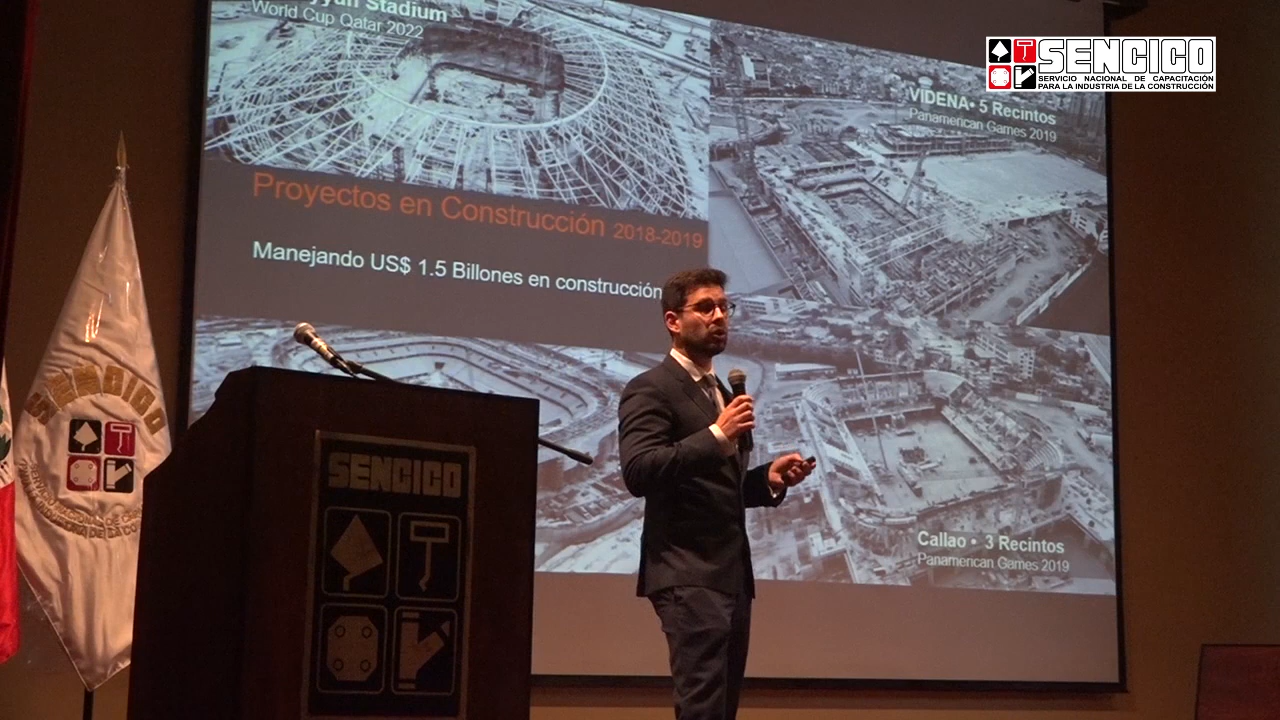 Stadium
World Cup Qatar 2022
SENCICO
SERVICIO NACIONAL DE CAPACITACIÓN
PARA LA INDUSTRIA DE LA CONSTRUCCIÓN
VIDENA• 5 Recintos
Panamerican Games 2019
Proyectos en Construcción 2018-2019
Manejando US$ 1.5 Billones en construcción
SENCICO
SENCICO
Callao • 3 Recintos
Panamerican Games 2019